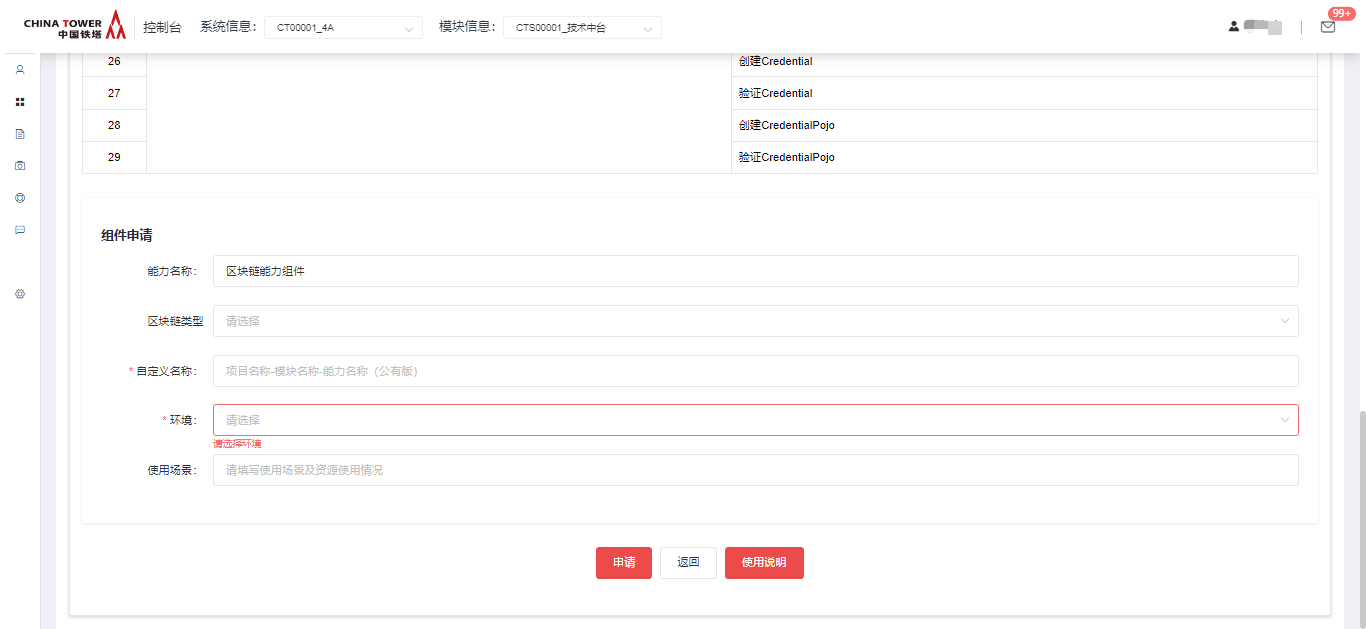 CHINA TOWER
中国铁塔
控制台 系统信息: CT00001_4A 模块信息: CTS00001_技术中台 99+
26 创建Credential
27 验证Credential
28 创建CredentialPojo
29 验证CredentialPojo
组件申请
能力名称: 区块链能力组件
区块链类型 请选择
* 自定义名称: 项目名称-模块名称-能力名称（公有版）
* 环境: 请选择
请选择环境
使用场景: 请填写使用场景及资源使用情况
申请 返回 使用说明